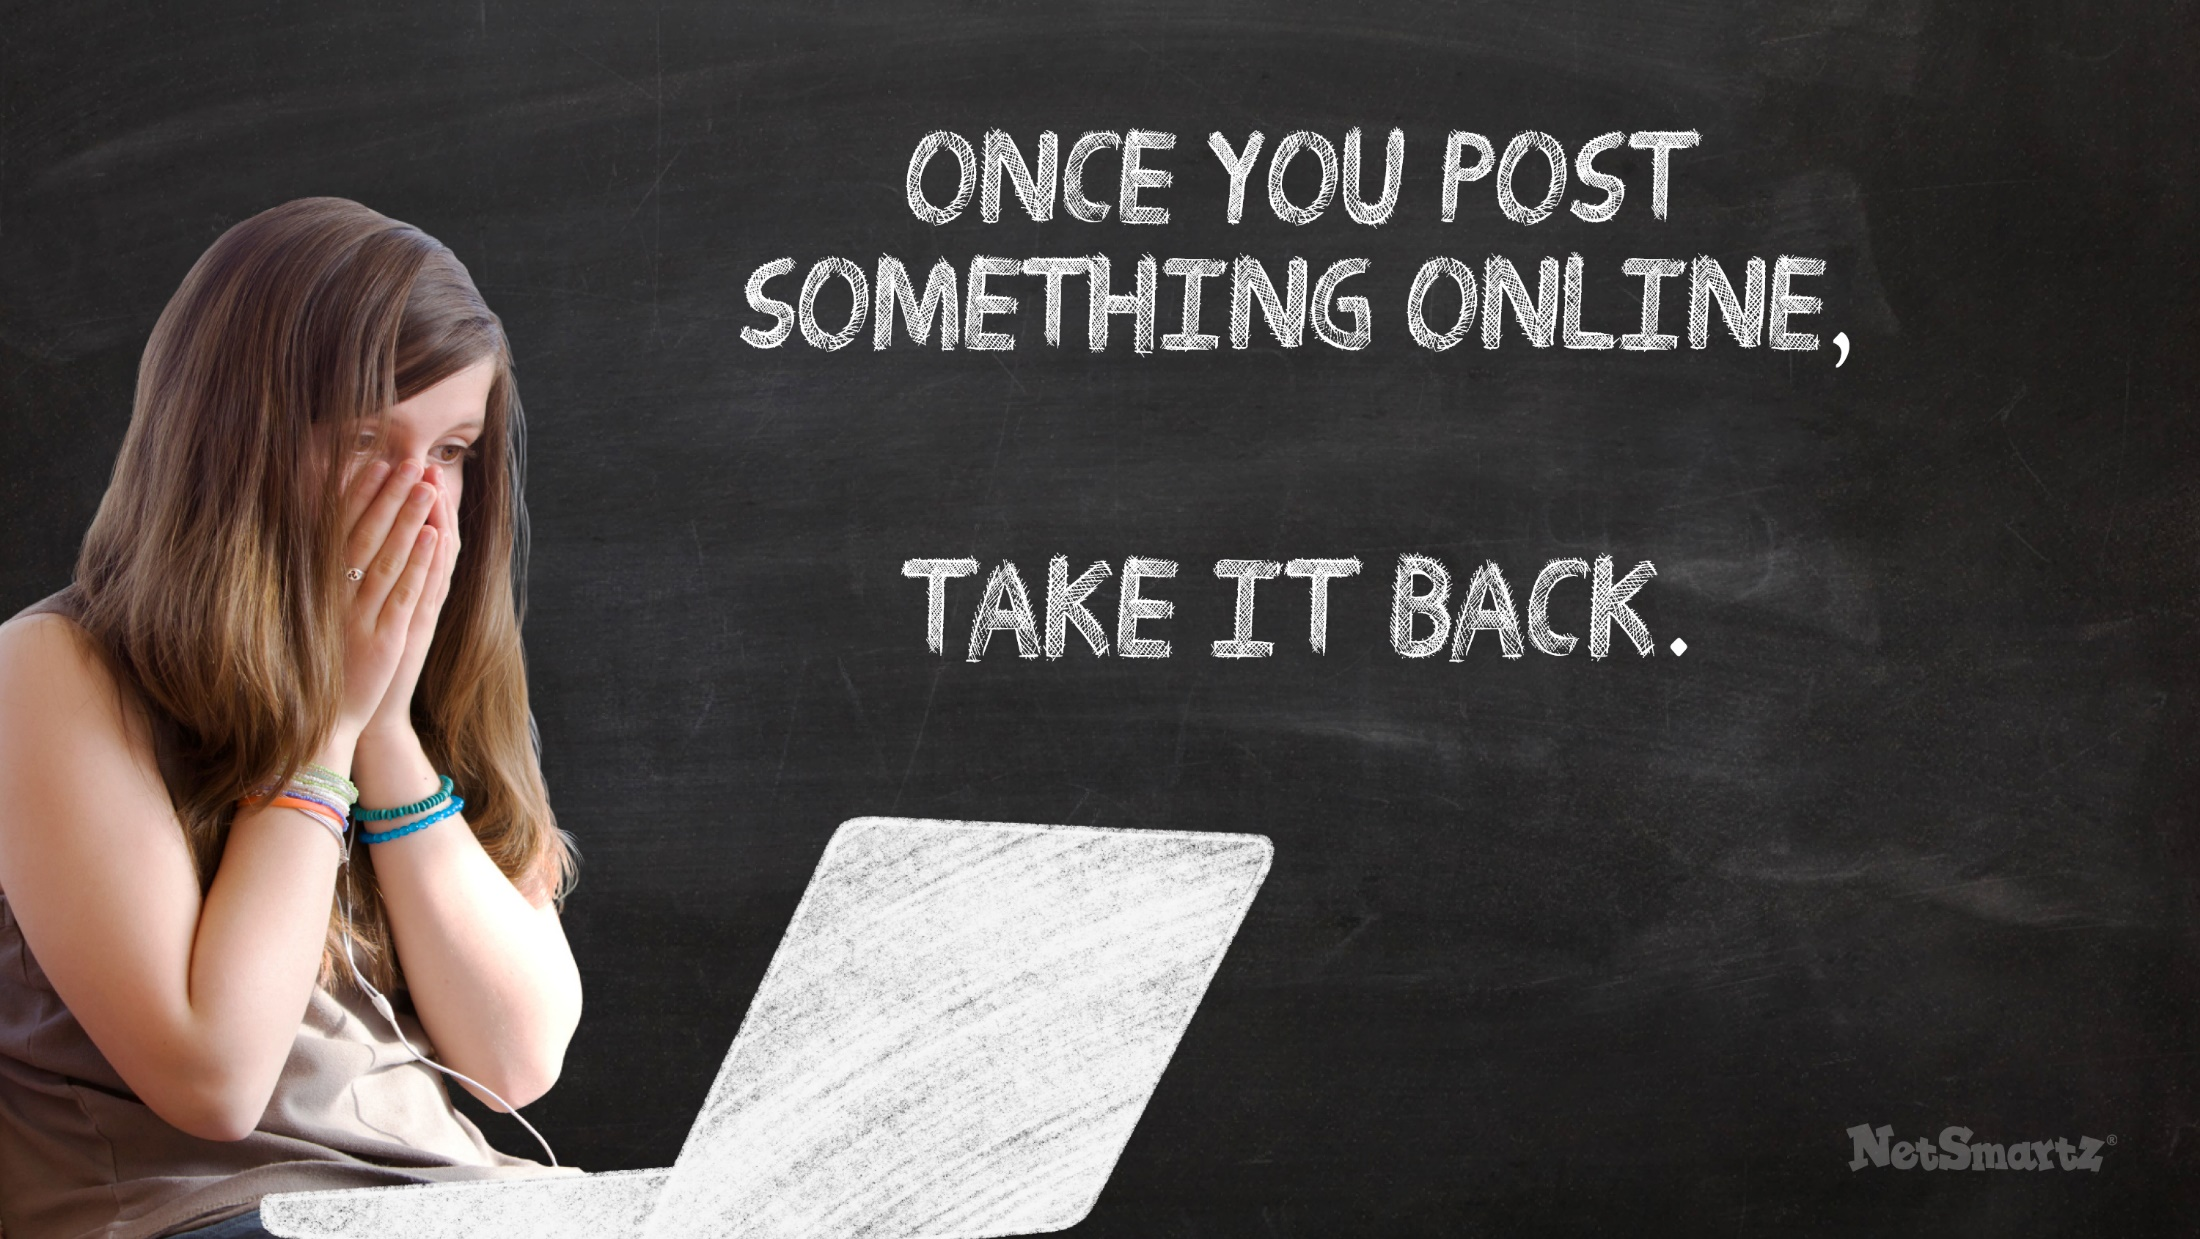 ONCE YOU POST
SOMETHING ONLINE,
TAKE IT BACK.
NetSmartz®